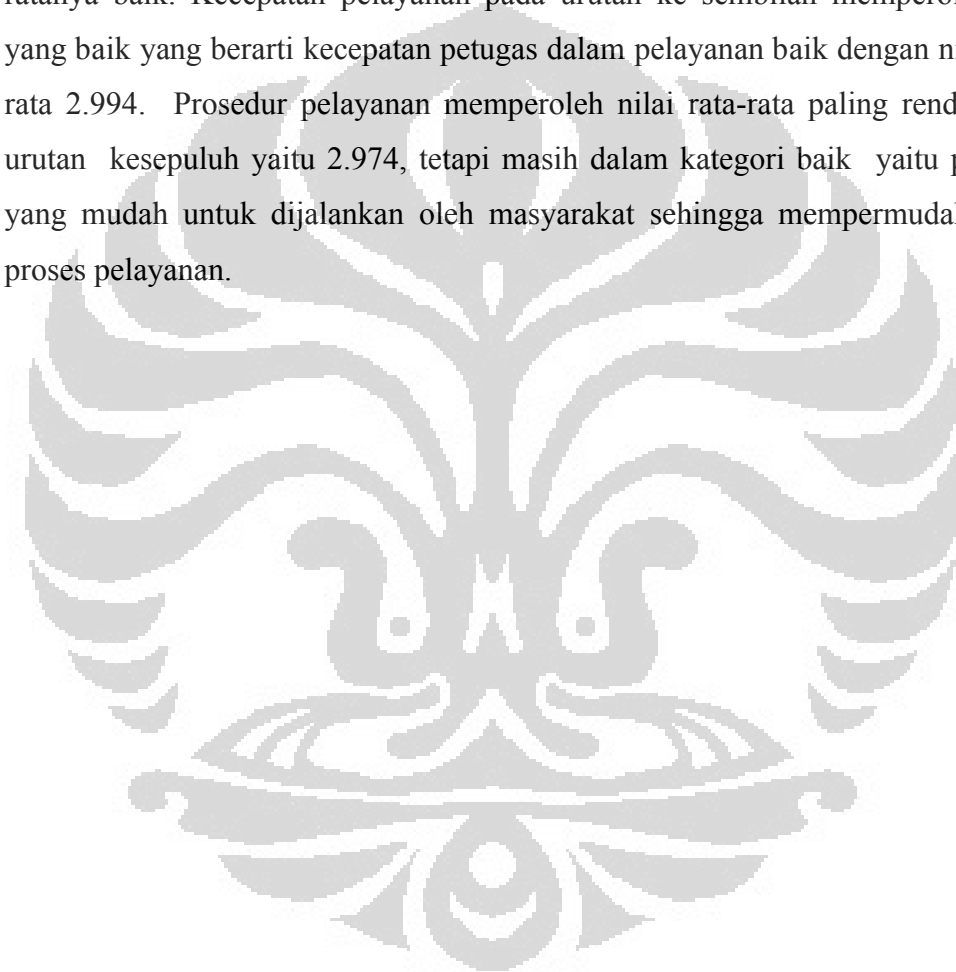 ratanya baik. Kecepatan pelayanan pada urutan ke sembilan
yang baik yang berarti kecepatan petugas dalam pelayanan baik dengan
rata 2.994. Prosedur pelayanan memperoleh nilai rata-rata paling
urutan kesepuluh yaitu 2.974, tetapi masih dalam kategori baik yaitu
yang mudah untuk dijalankan oleh masyarakat sehingga
proses pelayanan.